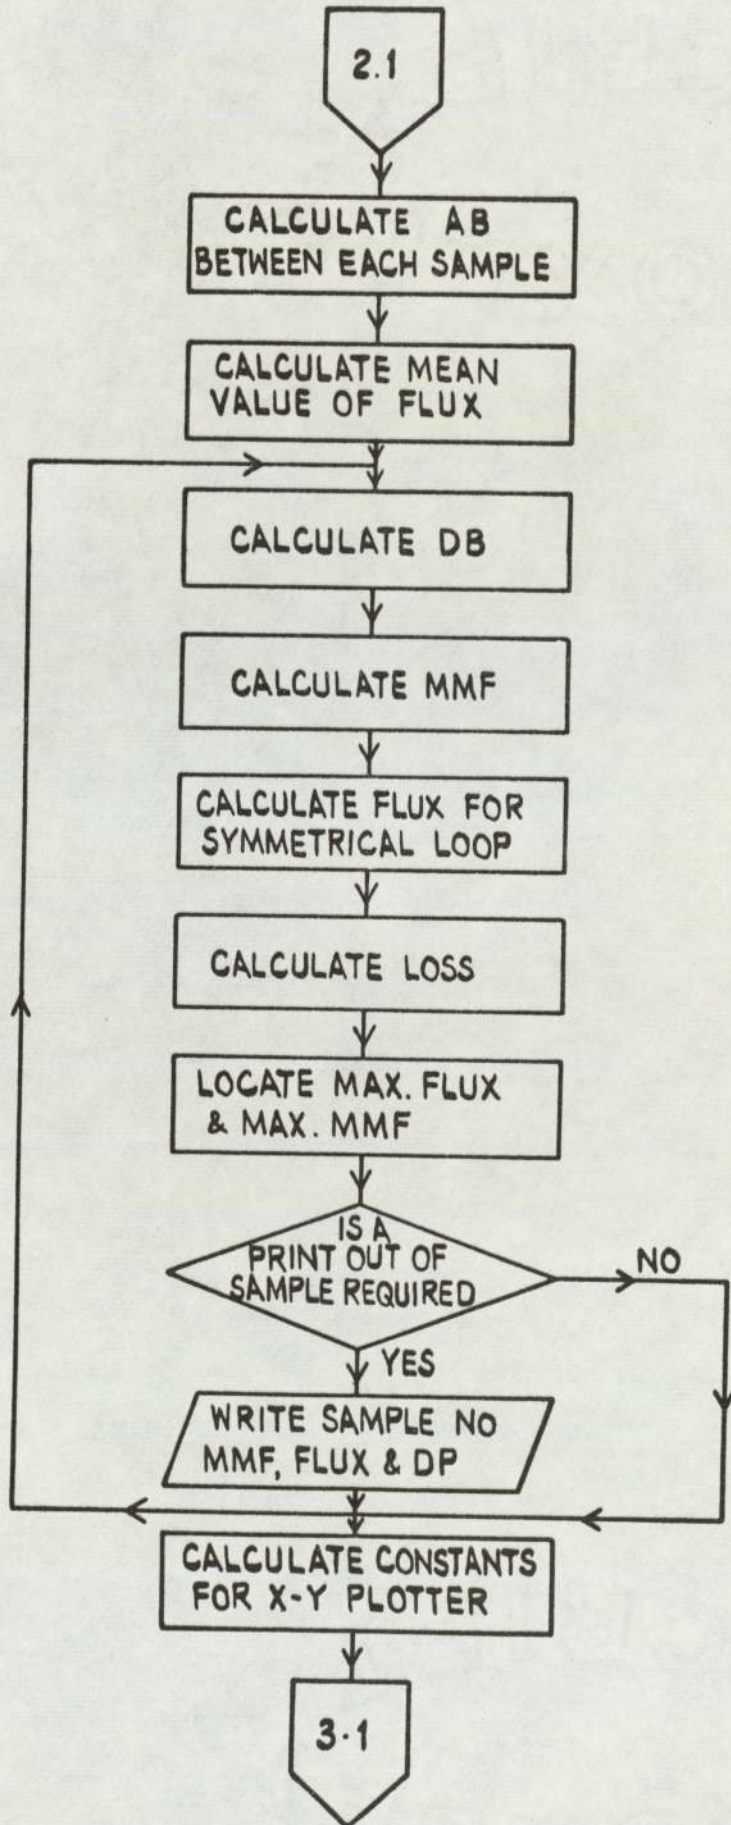 2.1
CALCULATE AB
BETWEEN EACH SAMPLE
CALCULATE MEAN
VALUE OF FLUX
CALCULATE DB
CALCULATE MMF
CALCULATE FLUX FOR
SYMMETRICAL LOOP
CALCULATE LOSS
LOCATE MAX. FLUX
& MAX. MMF
IS A
PRINT OUT OF
SAMPLE REQUIRED
NO
YES
WRITE SAMPLE NO
MMF, FLUX & DP
CALCULATE CONSTANTS
FOR X-Y PLOTTER
3.1